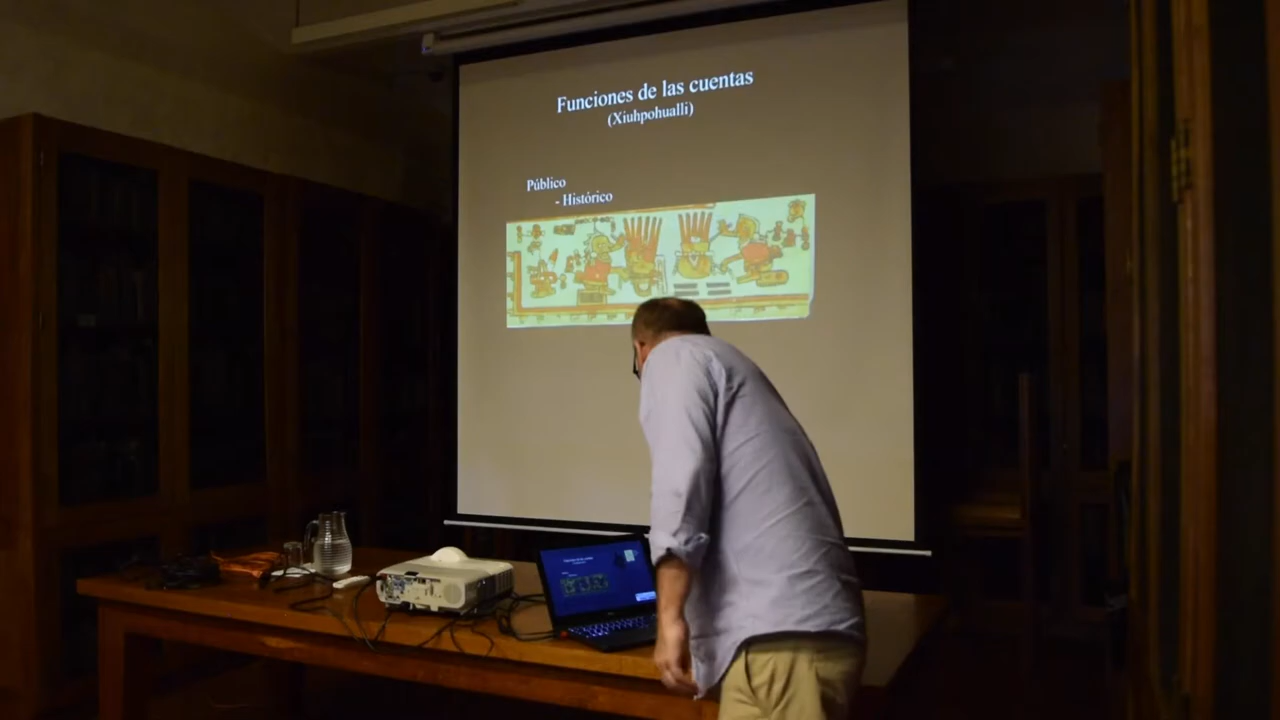 Funciones de las cuentas
(Xiuhpohualli)
Público
- Histórico